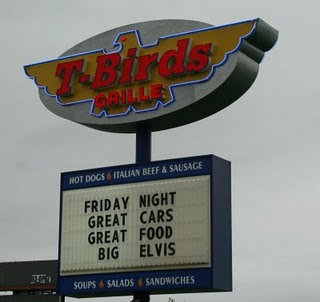 T-Birds
GRILLE
HOT DOGS ITALIAN BEEF & SAUSAGE
FRIDAY NIGHT
GREAT CARS
GREAT FOOD
BIG ELVIS
SOUPS SALADS SANDWICHES